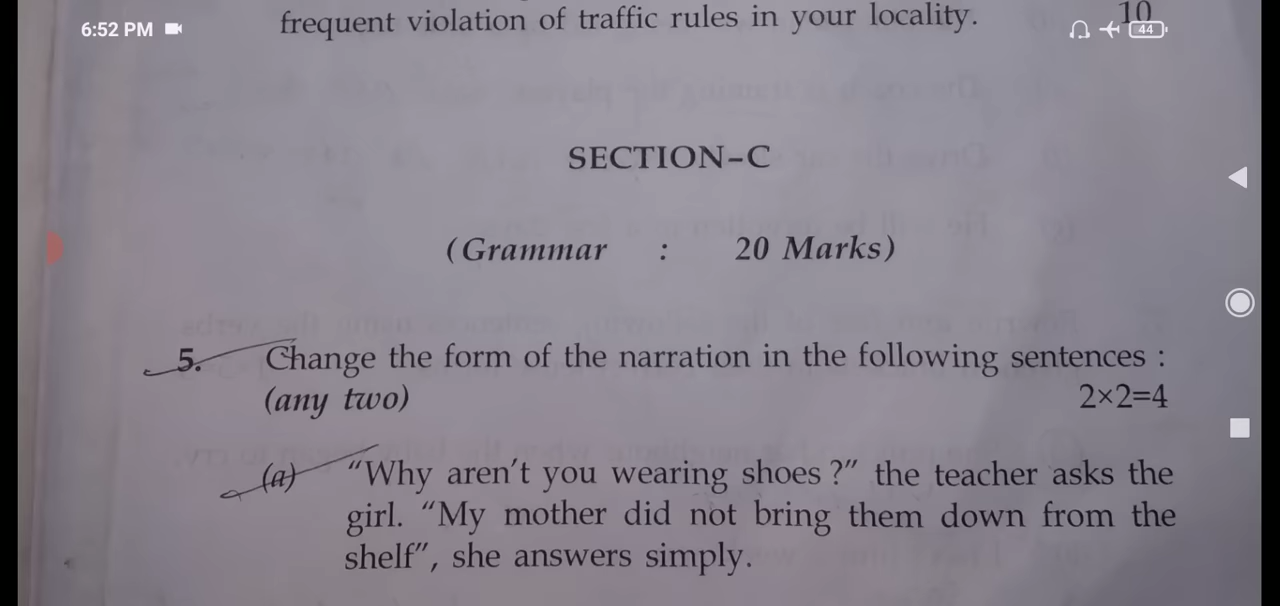 6:52 PM
44
frequent violation of traffic rules in your locality.
10
SECTION-C
(Grammar : 20 Marks)
5. Change the form of the narration in the following sentences :
(any two) 2×2=4
(a) "Why aren't you wearing shoes ?" the teacher asks the
girl. "My mother did not bring them down from the
shelf", she answers simply.